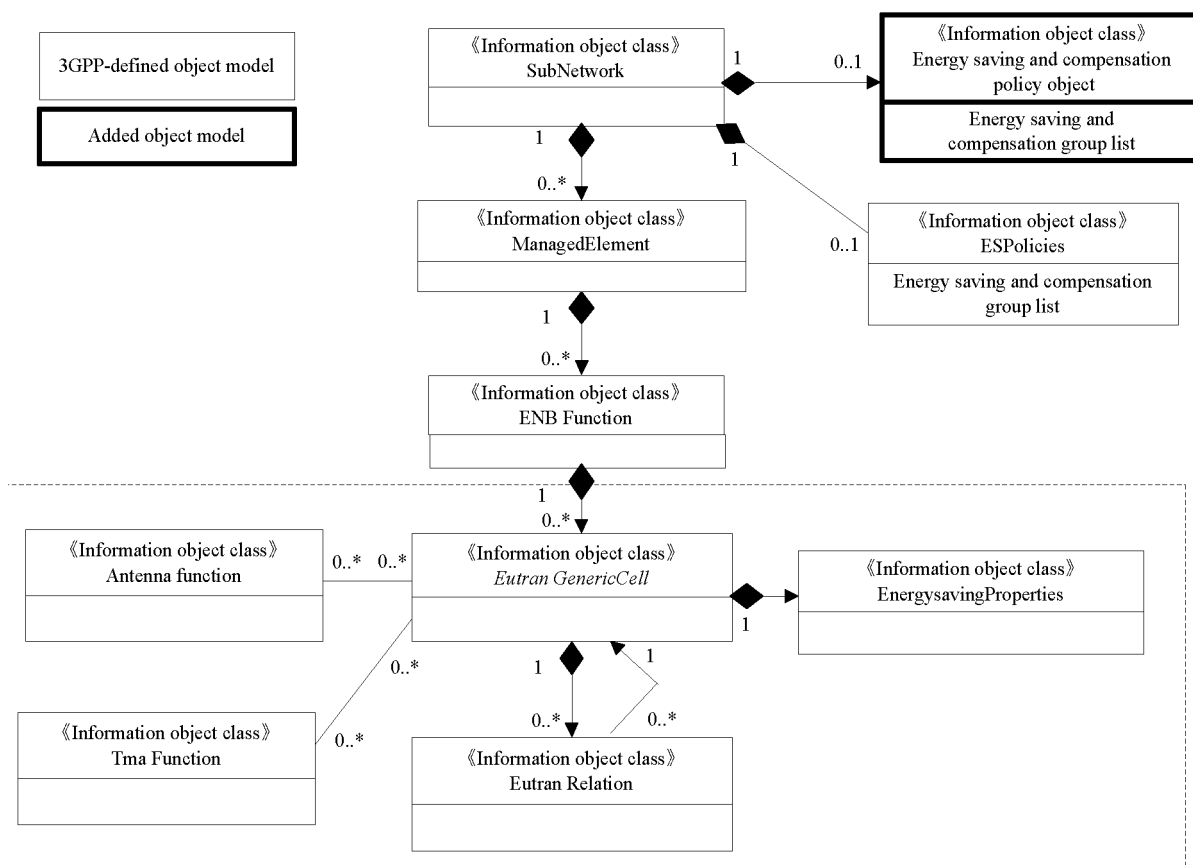 3GPP-defined object model
Added object model
《Information object class》
SubNetwork
1
0..1
《Information object class》
Energy saving and compensation
policy object
Energy saving and
compensation group list
1
0..*
1
0..1
《Information object class》
ManagedElement
《Information object class》
ESPolicies
Energy saving and compensation
group list
1
0..*
《Information object class》
ENB Function
1
0..*
《Information object class》
Antenna function
0..*
0..*
《Information object class》
Eutran GenericCell
1
《Information object class》
EnergysavingProperties
0..*
0..*
《Information object class》
Tma Function
1
0..*
1
0..*
《Information object class》
Eutran Relation